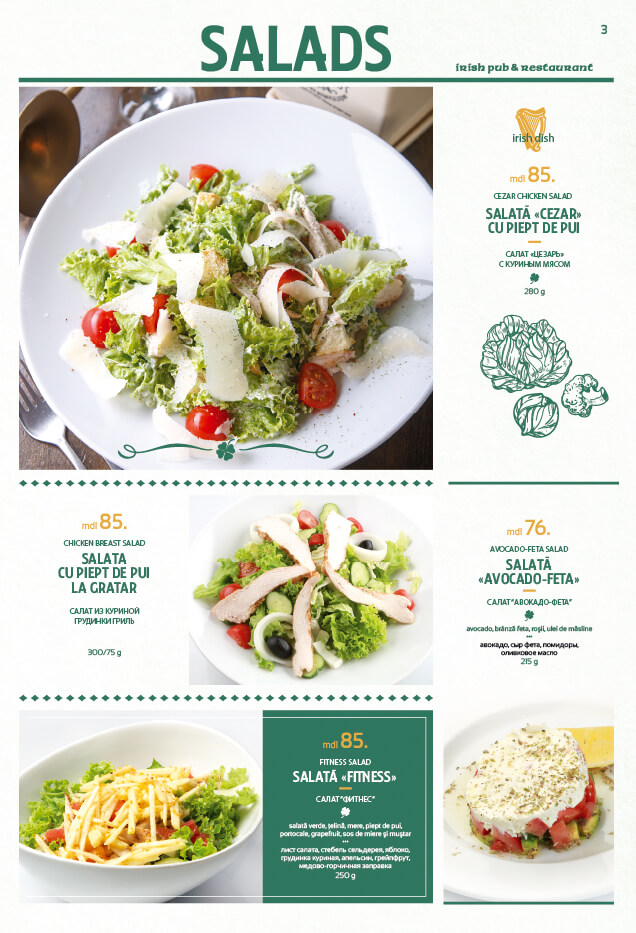 SALADS
3
irish pub & restaurant
irish dish
mdl 85.
CEZAR CHICKEN SALAD
SALATĂ «CEZAR»
CU PIEPT DE PUI
САЛАТ «ЦЕЗАРЬ»
С КУРИНЫМ МЯСОМ
280 g
mdl 85.
CHICKEN BREAST SALAD
SALATA
CU PIEPT DE PUI
LA GRATAR
САЛАТ ИЗ КУРИНОЙ
ГРУДИНКИ ГРИЛЬ
300/75 g
mdl 76.
AVOCADO-FETA SALAD
SALATĂ
«AVOCADO-FETA»
САЛАТ "АВОКАДО-ФЕТА"
avocado, brânză feta, roșii, ulei de măsline
***
авокадо, сыр фета, помидоры,
оливковое масло
215 g
mdl 85.
FITNESS SALAD
SALATĂ «FITNESS»
САЛАТ "ФИТНЕС"
salată verde, țelină, mere, piept de pui,
portocale, grapefruit, sos de miere și muștar
***
лист салата, стебель сельдерея, яблоко,
грудинка куриная, апельсин, грейпфрут,
медово-горчичная заправка
250 g